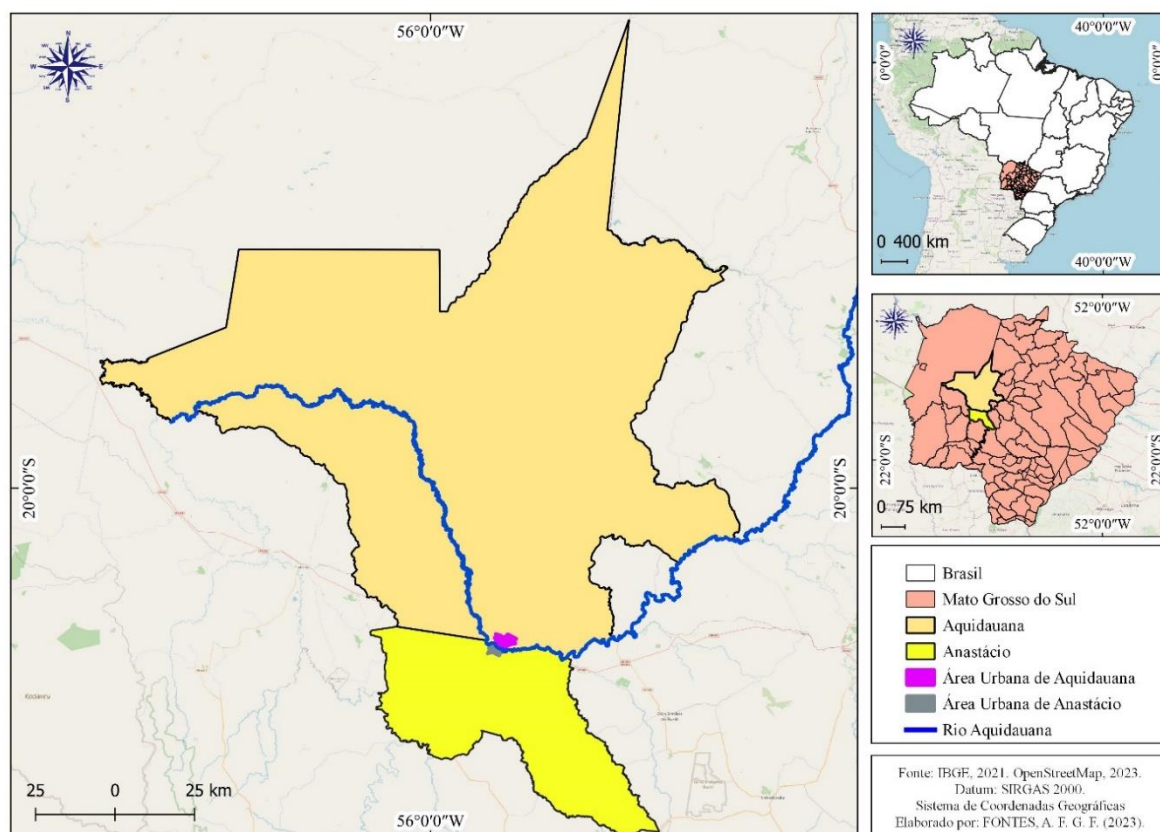 56°0'0"W
N
W E
S
20°0'0"S
20°0'0"S
25 0 25 km
56°0'0"W
40°0'0"W
0°0'0"
0°0'0"
0 400 km
40°0'0"W
52°0'0"W
22°0'0"S
22°0'0"S
0 75 km
52°0'0"W
Brasil
Mato Grosso do Sul
Aquidauana
Anastácio
Área Urbana de Aquidauana
Área Urbana de Anastácio
Rio Aquidauana
Fonte: IBGE, 2021. OpenStreetMap, 2023.
Datum: SIRGAS 2000.
Sistema de Coordenadas Geográficas
Elaborado por: FONTES, A. F. G. F. (2023).